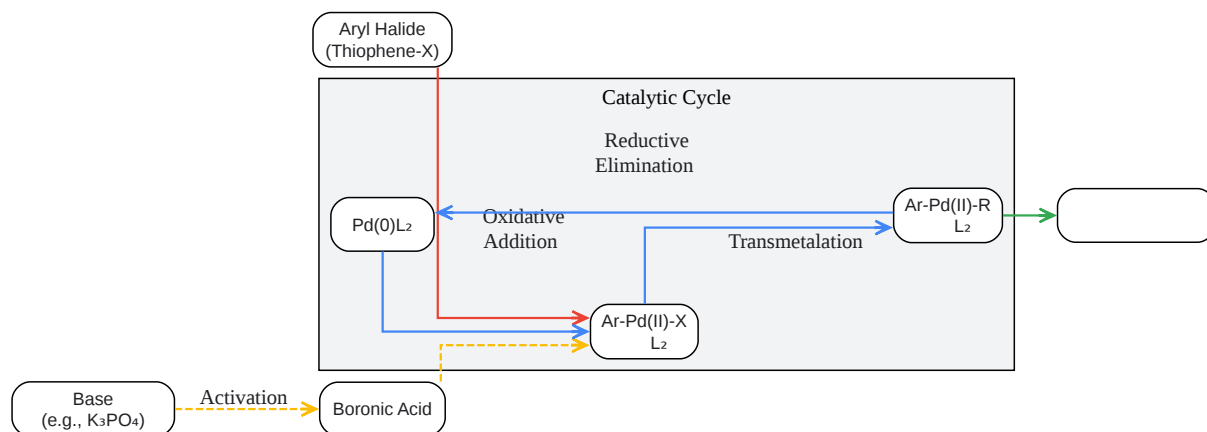 Aryl Halide
(Thiophene-X)
Catalytic Cycle
Reductive
Elimination
Pd(0)L₂
Oxidative
Addition
Transmetalation
Ar-Pd(II)-R
L₂
Ar-Pd(II)-X
L₂
Base
(e.g., K₃PO₄)
Activation
Boronic Acid